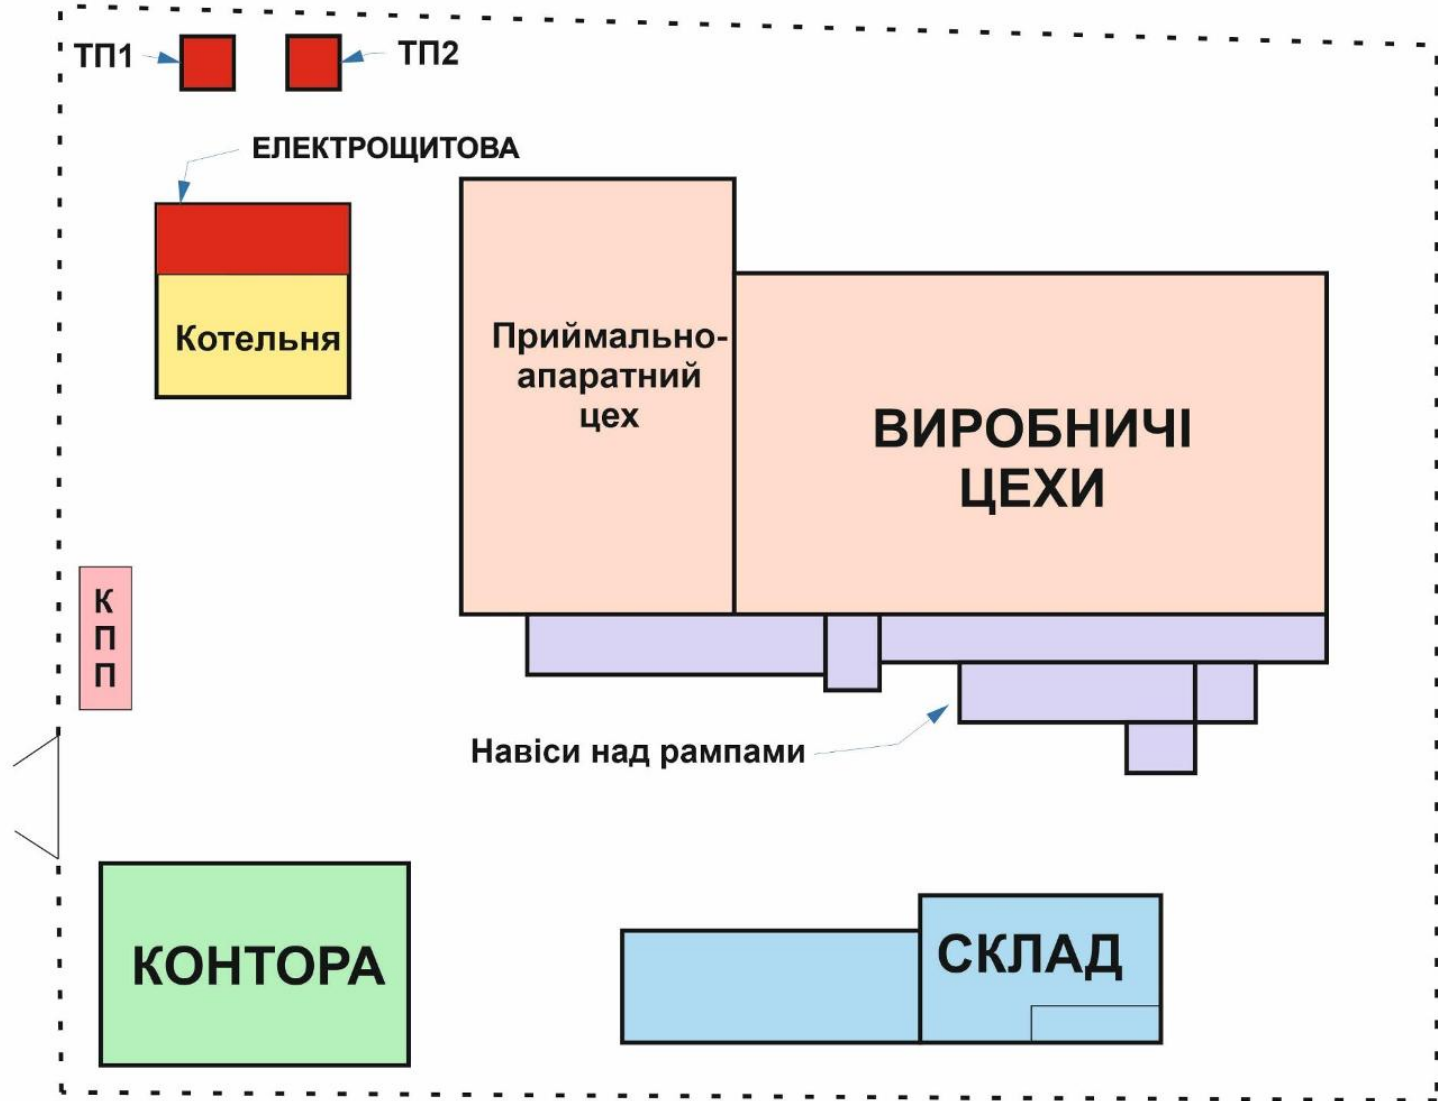 ТП1
ТП2
ЕЛЕКТРОЩИТОВА
Котельня
Приймально-
апаратний
цех
ВИРОБНИЧІ
ЦЕХИ
К
П
П
Навіси над рампами
КОНТОРА
СКЛАД